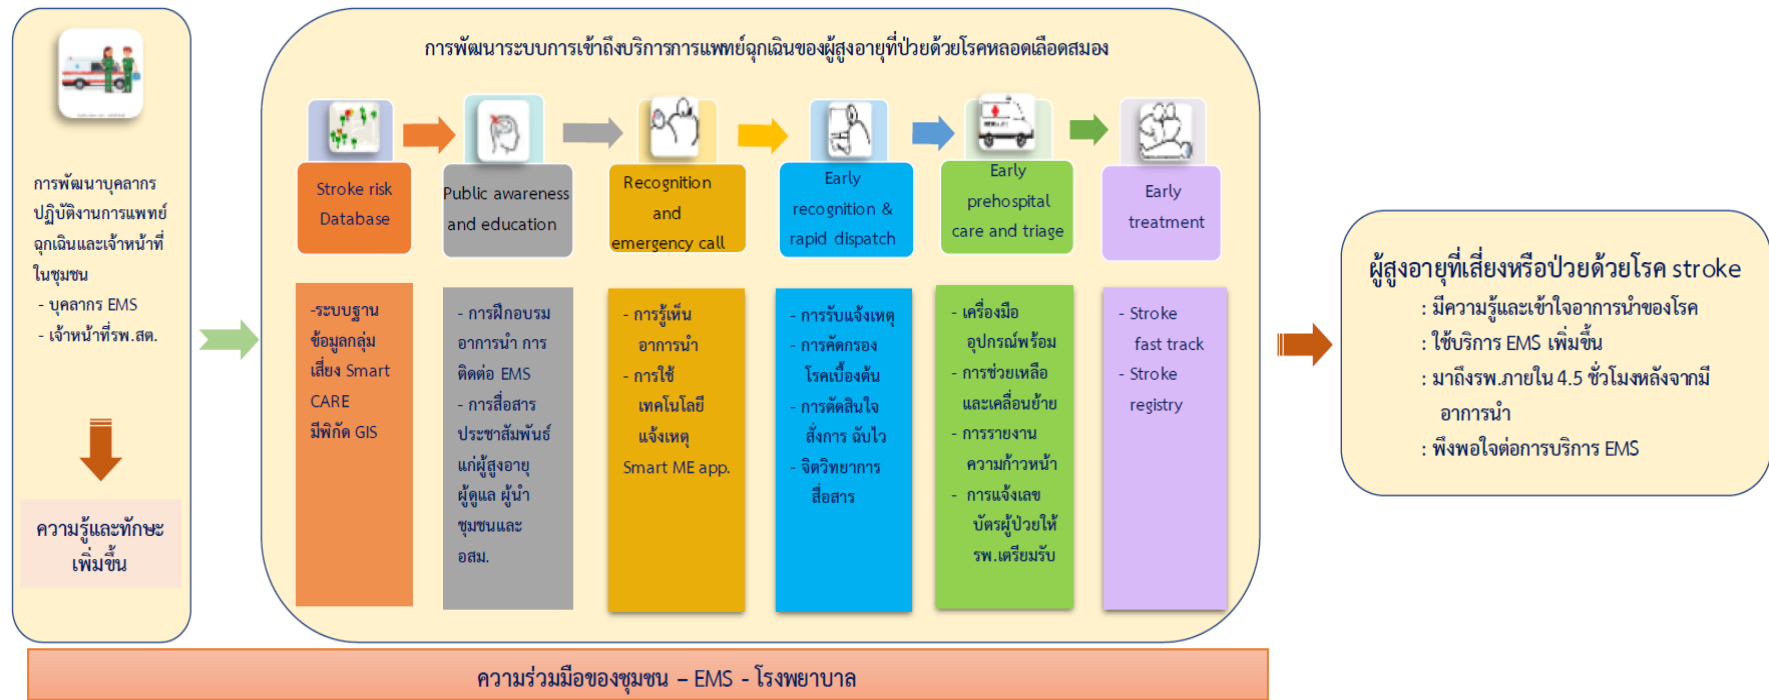 การพัฒนาบุคลากร
ปฏิบัติงานการแพทย์
ฉุกเฉินและเจ้าหน้าที่
ในชุมชน
- บุคลากร EMS
- เจ้าหน้าที่รพ.สต.
ความรู้และทักษะ
เพิ่มขึ้น
การพัฒนาระบบการเข้าถึงบริการการแพทย์ฉุกเฉินของผู้สูงอายุที่ป่วยด้วยโรคหลอดเลือดสมอง
Stroke risk
Database
-ระบบฐาน
ข้อมูลกลุ่ม
เสี่ยง Smart
CARE
มีพิกัด GIS
Public awareness
and education
- การฝึกอบรม
อาการนำ การ
ติดต่อ EMS
- การสื่อสาร
ประชาสัมพันธ์
แก่ผู้สูงอายุ
ผู้ดูแล ผู้นำ
ชุมชนและ
อสม.
Recognition
and
emergency call
- การรู้เห็น
อาการนำ
- การใช้
เทคโนโลยี
แจ้งเหตุ
Smart ME app.
Early
recognition &
rapid dispatch
- การรับแจ้งเหตุ
- การคัดกรอง
โรคเบื้องต้น
- การตัดสินใจ
สั่งการ ฉับไว
- จิตวิทยาการ
สื่อสาร
Early
prehospital
care and triage
- เครื่องมือ
อุปกรณ์พร้อม
- การช่วยเหลือ
และเคลื่อนย้าย
- การรายงาน
ความก้าวหน้า
- การแจ้งเลข
บัตรผู้ป่วยให้
รพ.เตรียมรับ
Early
treatment
- Stroke
fast track
- Stroke
registry
ผู้สูงอายุที่เสี่ยงหรือป่วยด้วยโรค stroke
: มีความรู้และเข้าใจอาการนำของโรค
: ใช้บริการ EMS เพิ่มขึ้น
: มาถึงรพ.ภายใน 4.5 ชั่วโมงหลังจากมี
อาการนำ
: พึงพอใจต่อการบริการ EMS
ความร่วมมือของชุมชน – EMS - โรงพยาบาล